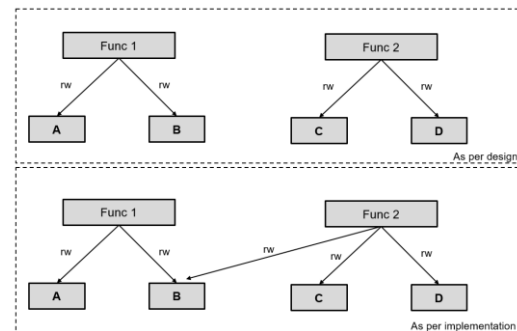 Func 1
Func 2
rw
rw
rw
rw
A
B
C
D
As per design
Func 1
Func 2
rw
rw
rw
rw
rw
A
B
C
D
As per implementation